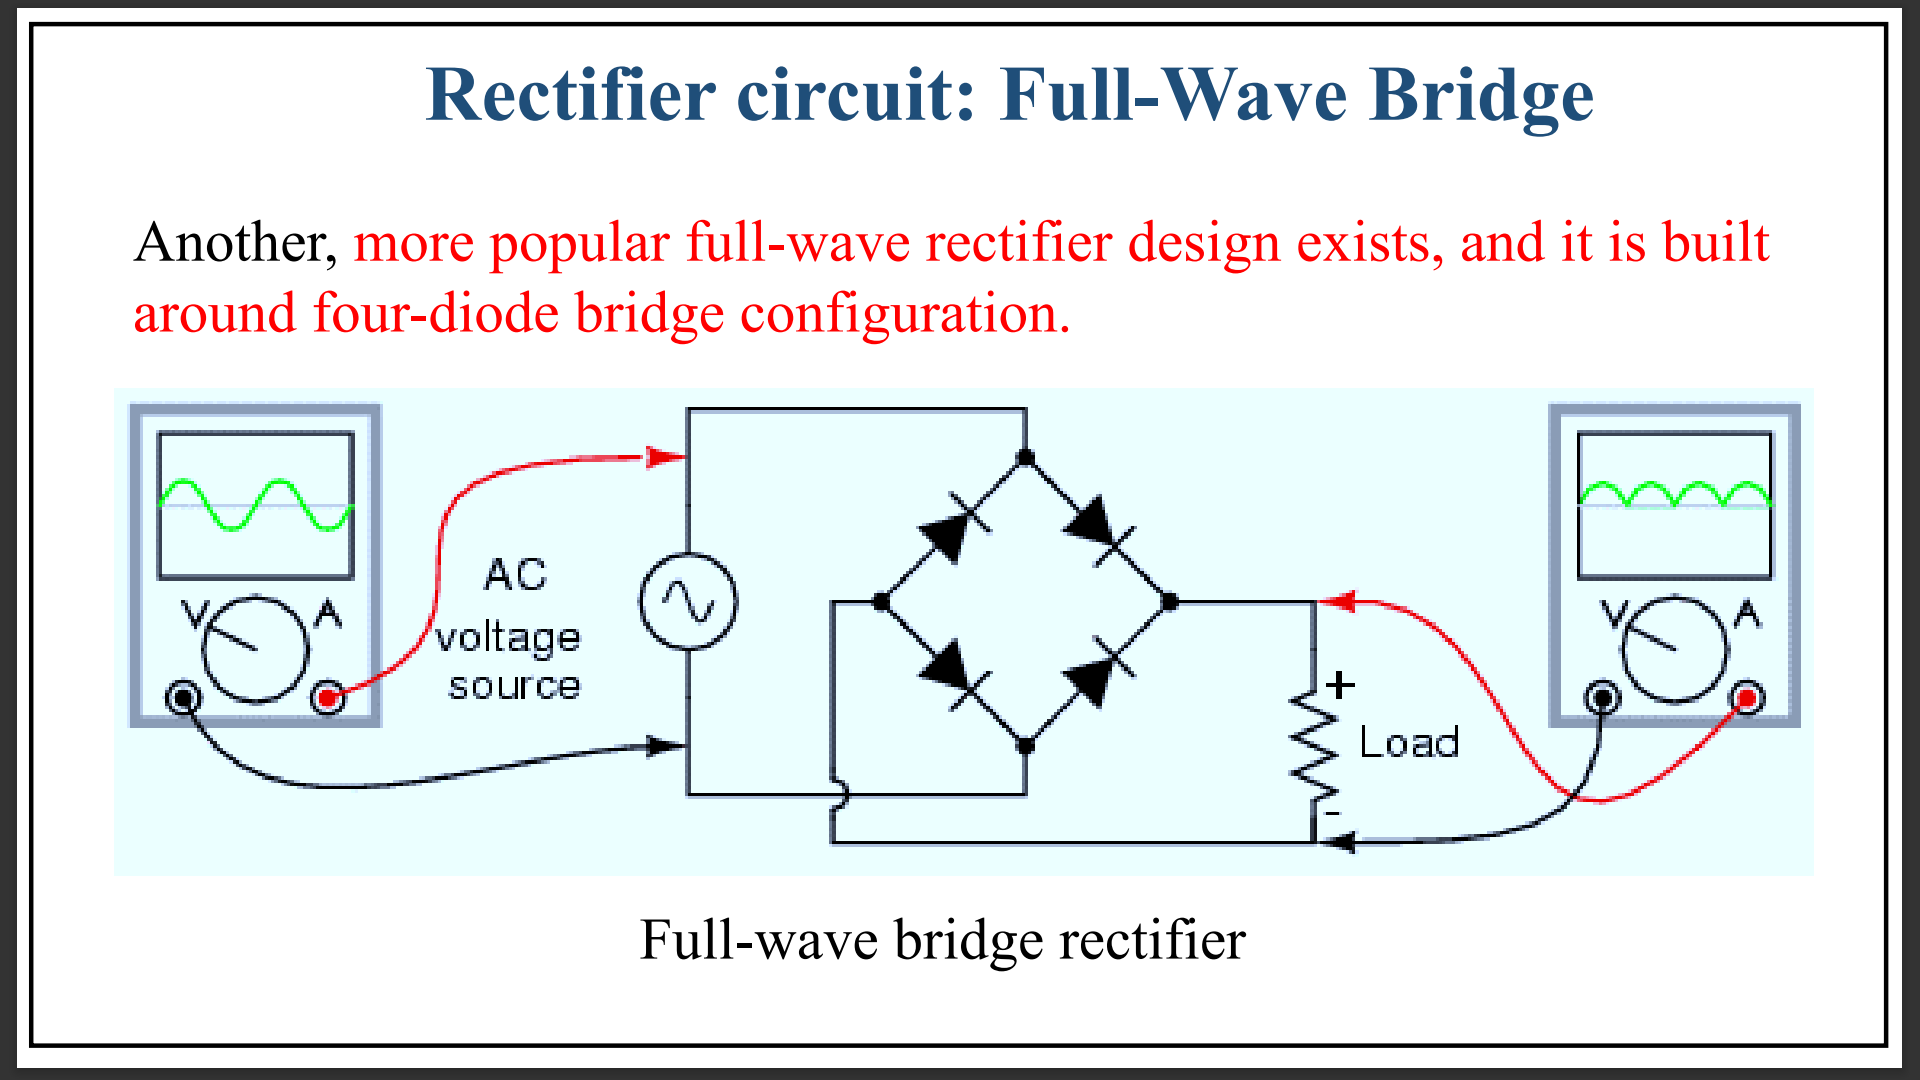 Rectifier circuit: Full-Wave Bridge
Another, more popular full-wave rectifier design exists, and it is built
around four-diode bridge configuration.
V A
AC
voltage
source
+
Load
-
V A
Full-wave bridge rectifier